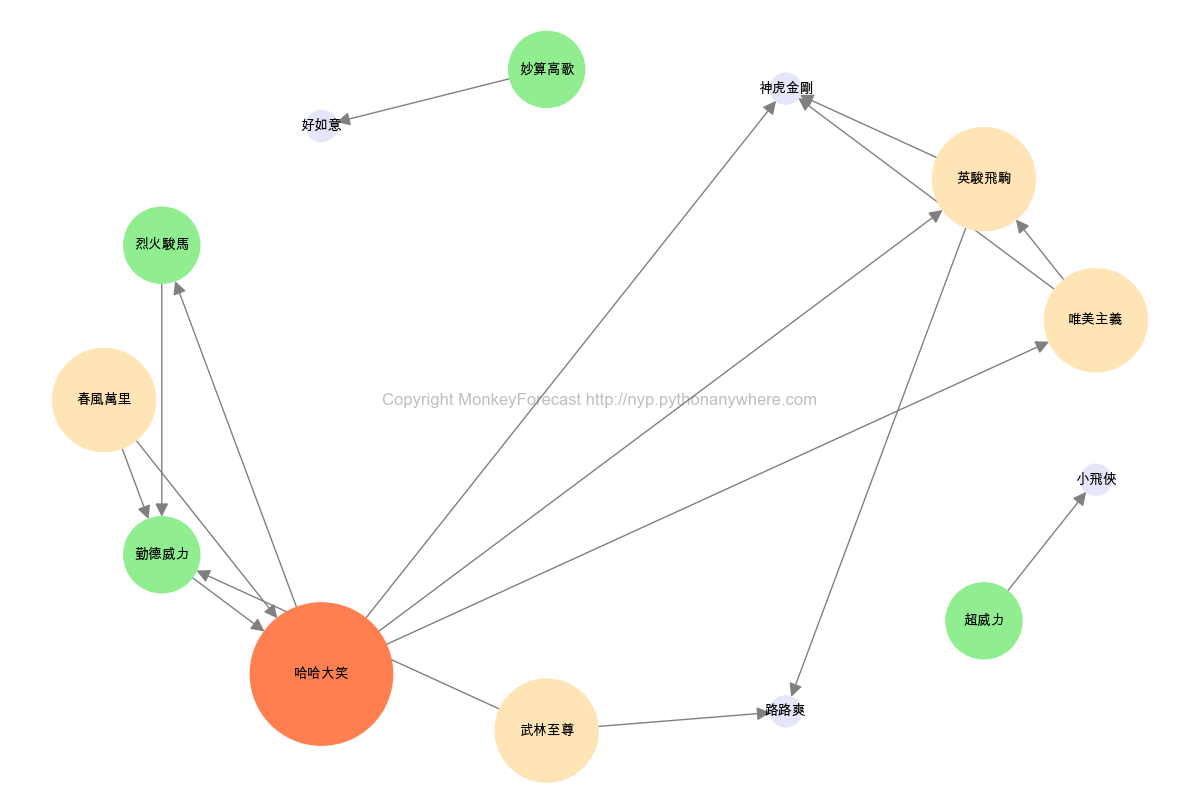 妙算高歌
神虎金剛
好如意
英駿飛駒
烈火駿馬
唯美主義
春風萬里
Copyright MonkeyForecast http://nyp.pythonanywhere.com
小飛俠
勤德威力
超威力
哈哈大笑
路路爽
武林至尊